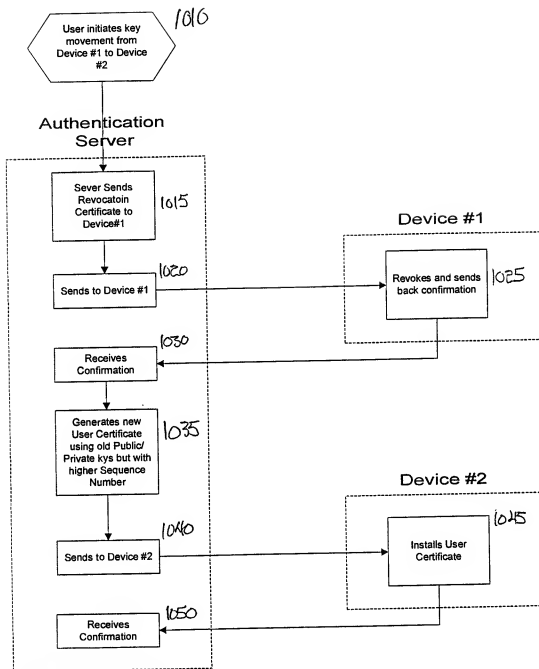 1010
User initiates key
movement from
Device #1 to Device
#2
Authentication
Server
Sever Sends
Revocatoin
Certificate to
Device#1
1015
1020
Sends to Device #1
Device #1
Revokes and sends
back confirmation
1025
1030
Receives
Confirmation
Generates new
User Certificate
using old Public/
Private kys but with
higher Sequence
Number
1035
Device #2
1040
Sends to Device #2
Installs User
Certificate
1045
1050
Receives
Confirmation